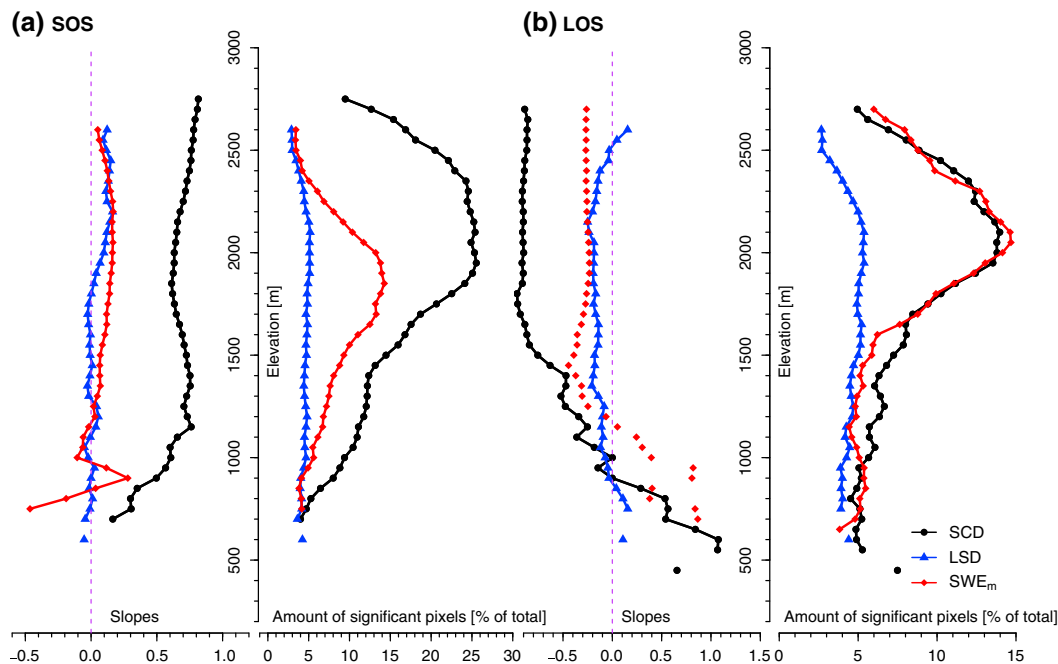 (a) SOS
(b) LOS
3000
2500
2000
1500
1000
500
Elevation [m]
3000
2500
2000
1500
1000
500
Elevation [m]
SCD
LSD
SWEm
Slopes
Amount of significant pixels [% of total]
Slopes
Amount of significant pixels [% of total]
−0.5 0.0 0.5 1.0
0 5 10 15 20 25 30
−0.5 0.0 0.5 1.0 1.5
0 5 10 15